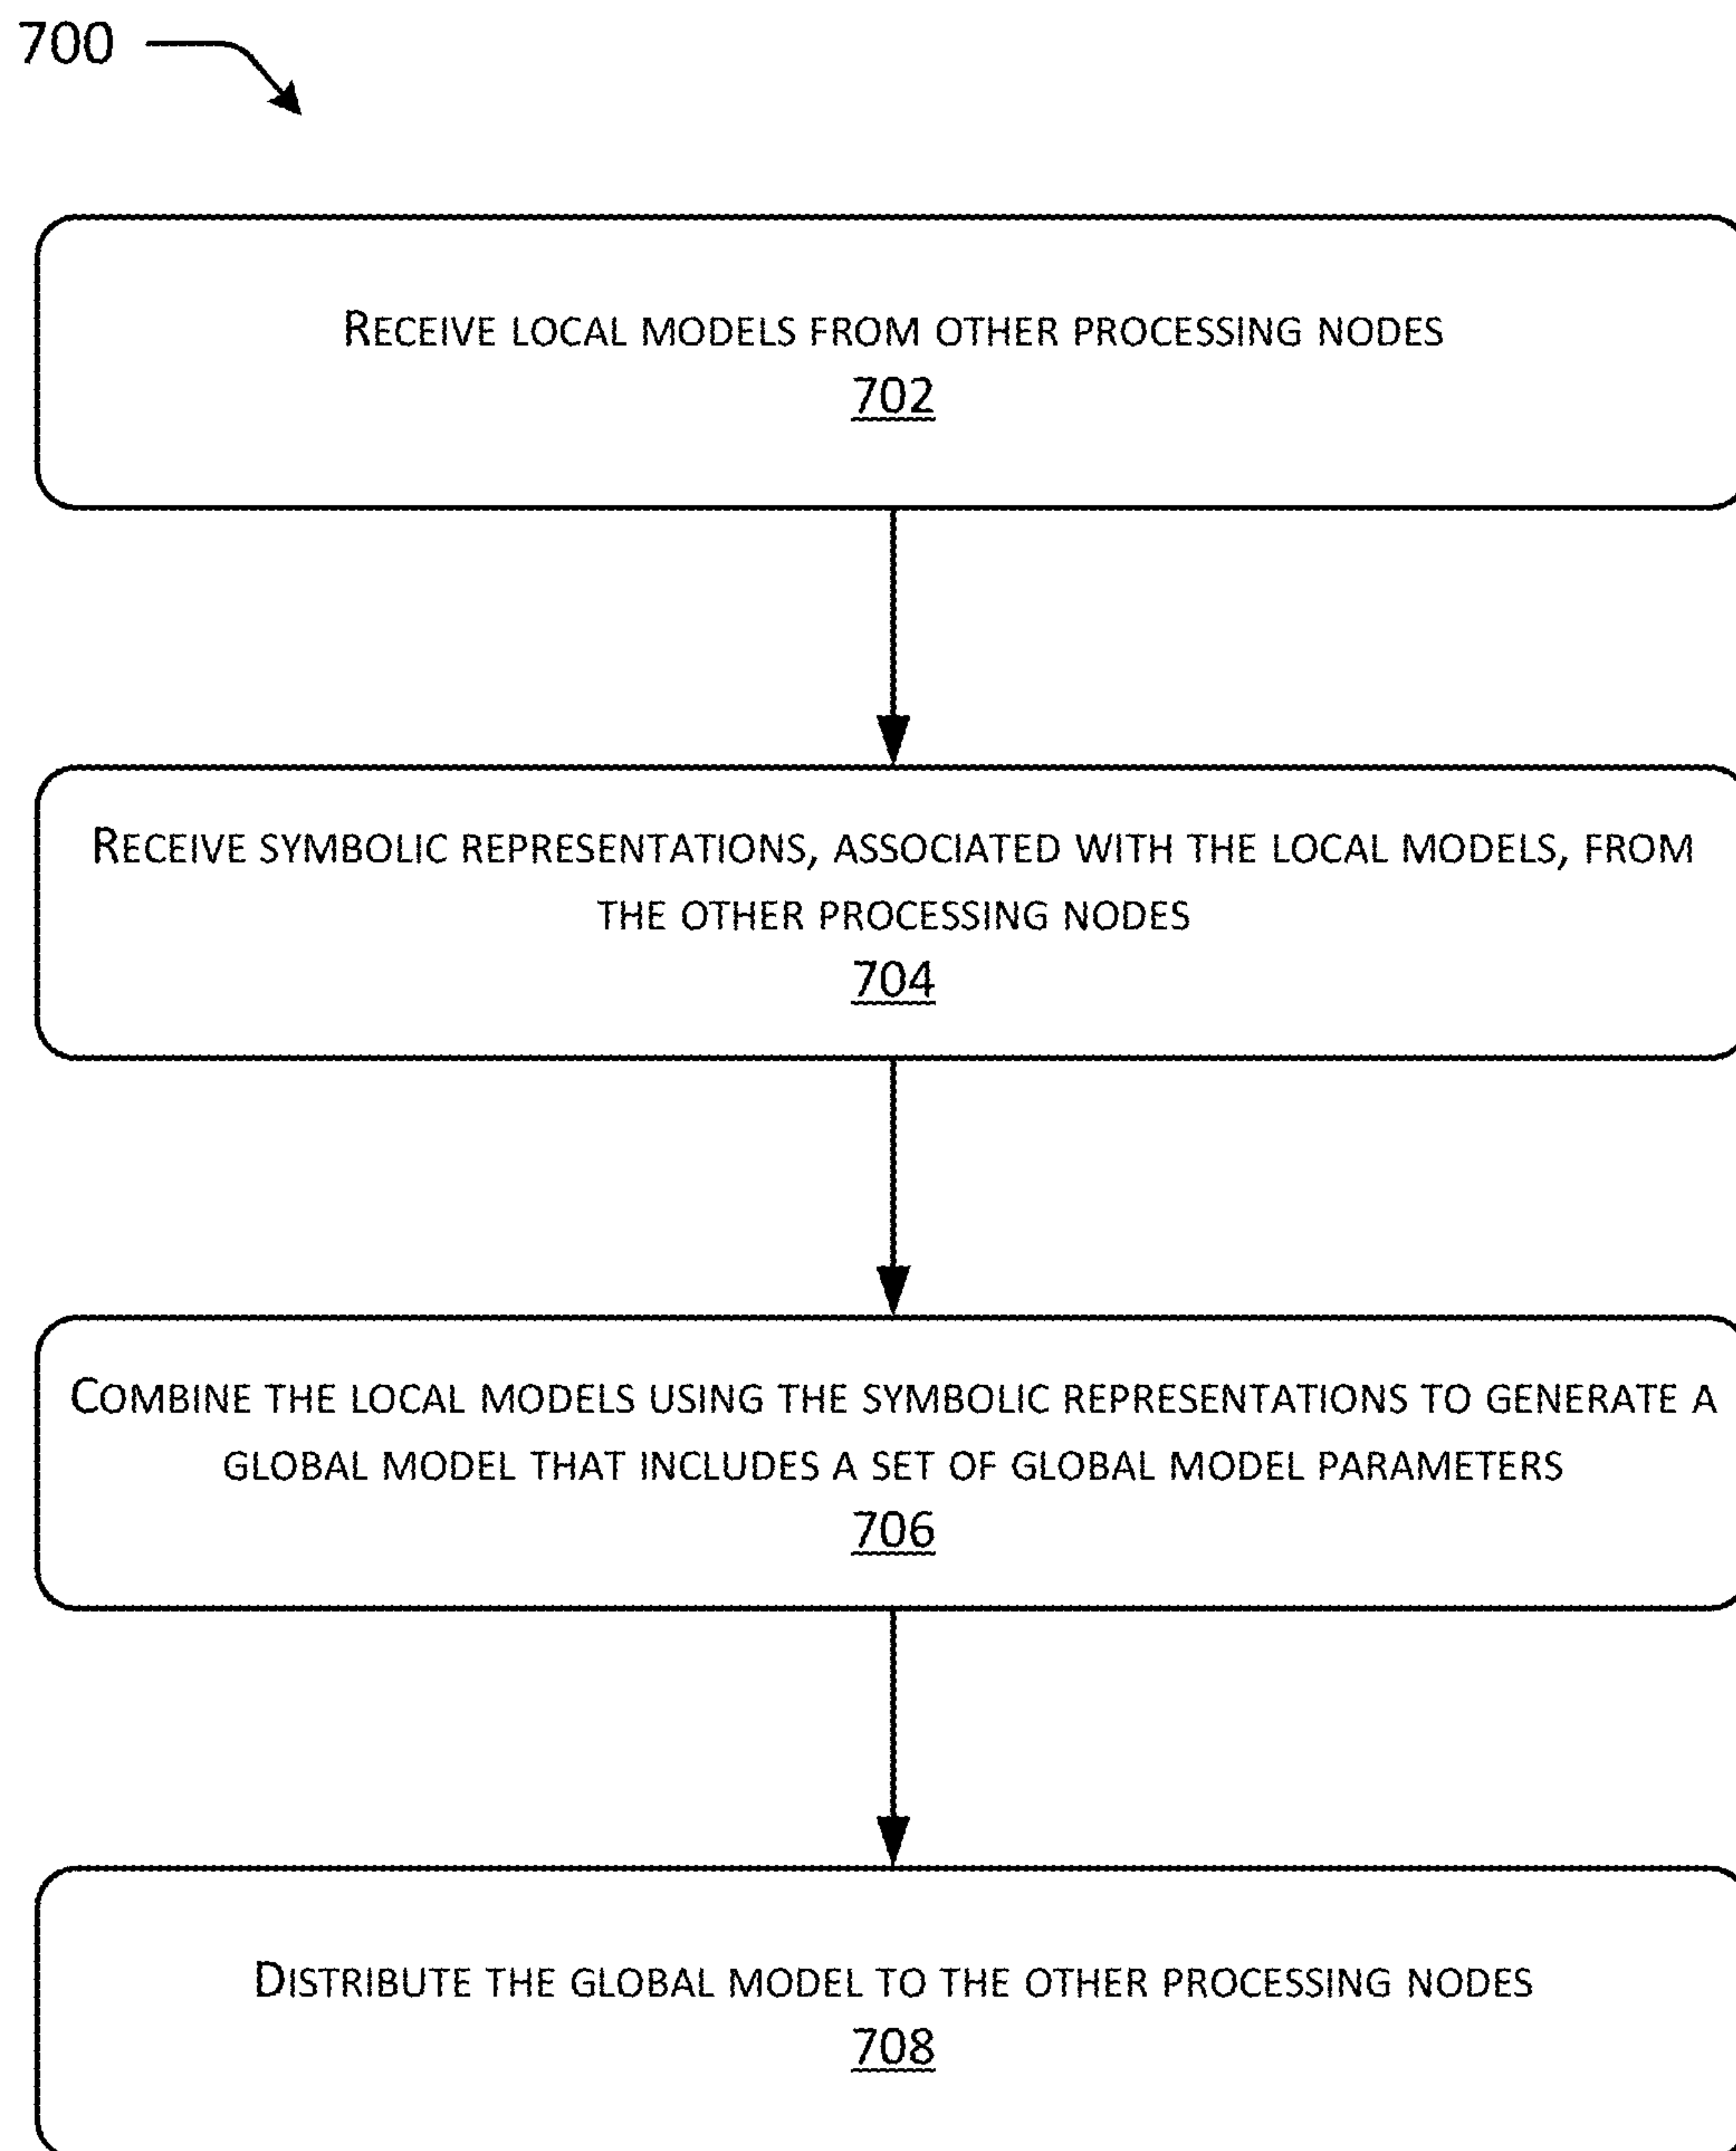 700
RECEIVE LOCAL MODELS FROM OTHER PROCESSING NODES
702
RECEIVE SYMBOLIC REPRESENTATIONS, ASSOCIATED WITH THE LOCAL MODELS, FROM
THE OTHER PROCESSING NODES
704
COMBINE THE LOCAL MODELS USING THE SYMBOLIC REPRESENTATIONS TO GENERATE A
GLOBAL MODEL THAT INCLUDES A SET OF GLOBAL MODEL PARAMETERS
706
DISTRIBUTE THE GLOBAL MODEL TO THE OTHER PROCESSING NODES
708